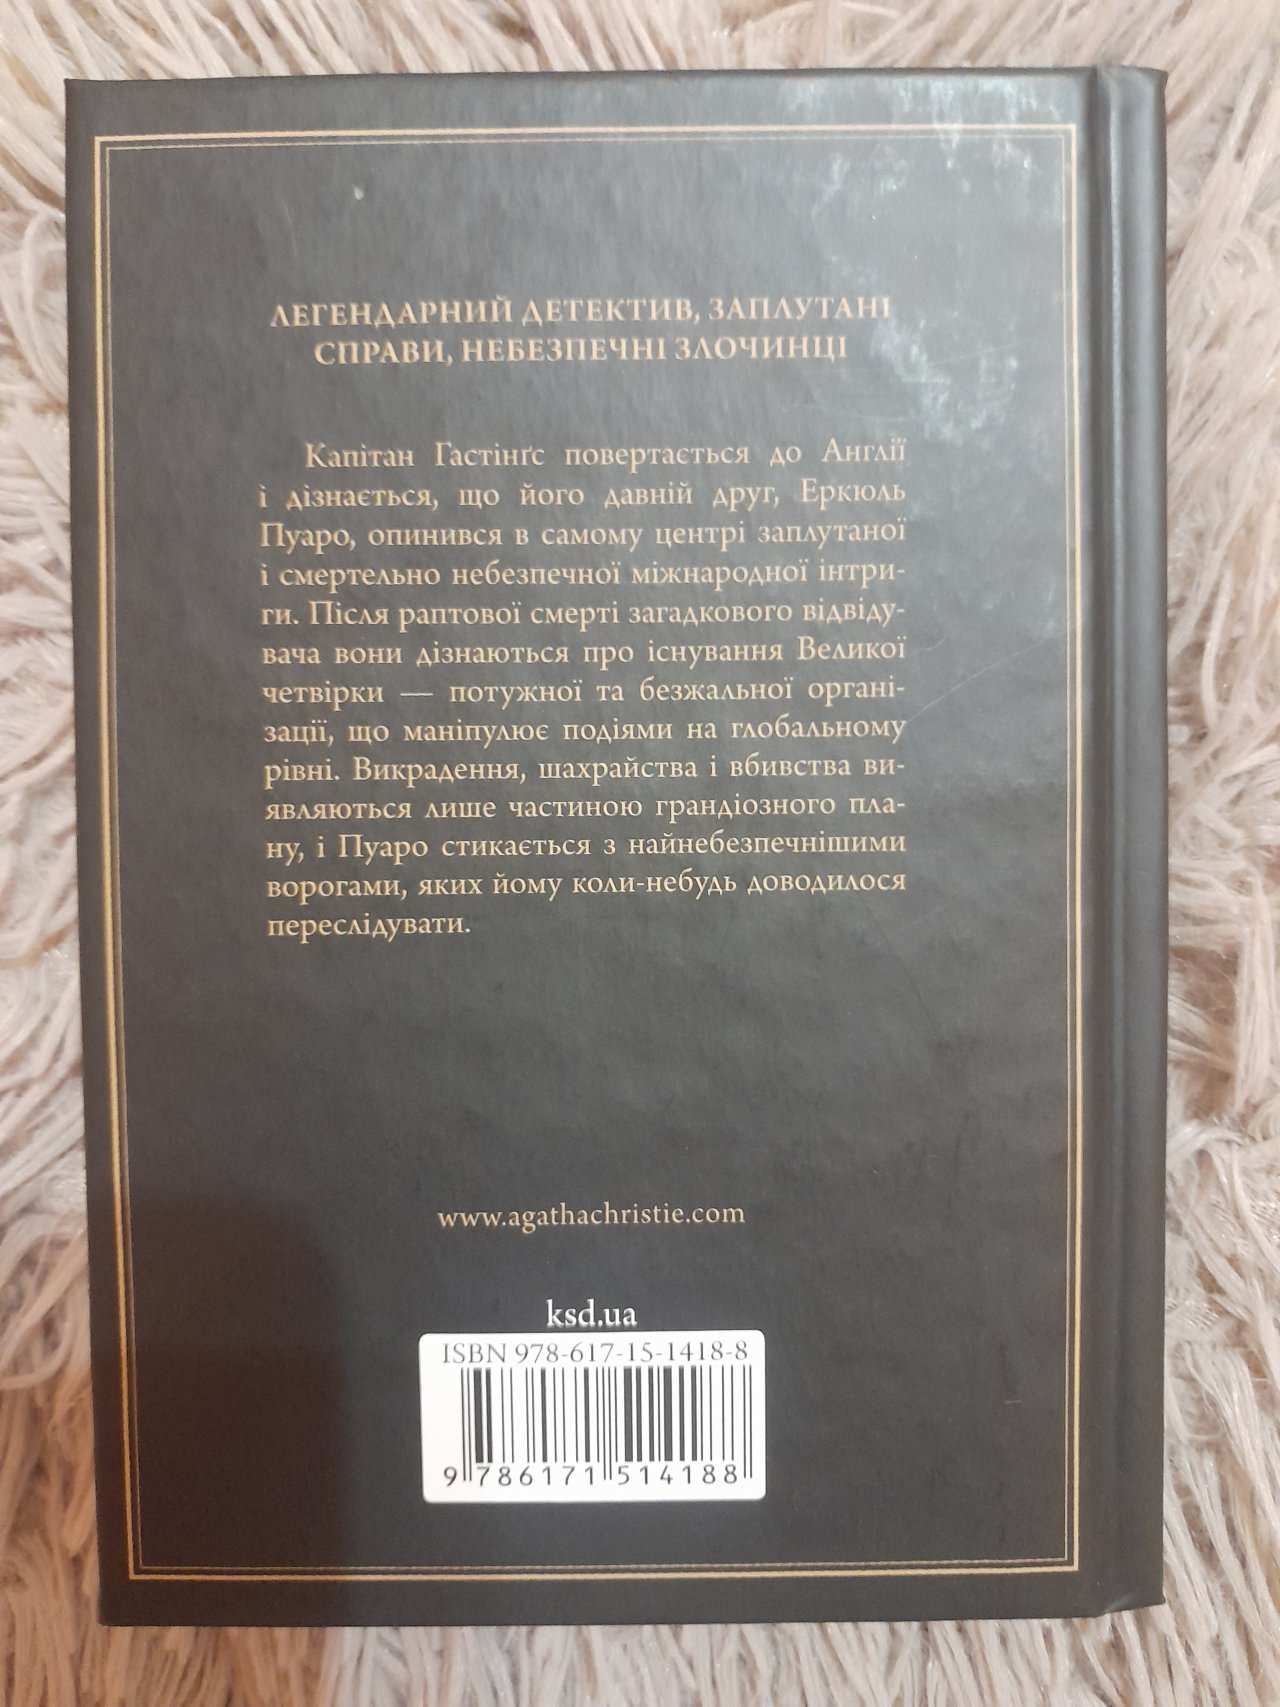 ЛЕГЕНДАРНИЙ ДЕТЕКТИВ, ЗАПЛУТАНІ
СПРАВИ, НЕБЕЗПЕЧНІ ЗЛОЧИНЦІ
Капітан Гастінґс повертається до Англії
і дізнається, що його давній друг, Еркюль
Пуаро, опинився в самому центрі заплутаної
і смертельно небезпечної міжнародної інтри-
ги. Після раптової смерті загадкового відвіду-
вача вони дізнаються про існування Великої
четвірки — потужної та безжальної органі-
зації, що маніпулює подіями на глобальному
рівні. Викрадення, шахрайства і вбивства ви-
являються лише частиною грандіозного пла-
ну, і Пуаро стикається з найнебезпечнішими
ворогами, яких йому коли-небудь доводилося
переслідувати.
www.agathachristie.com
ksd.ua
ISBN 978-617-15-1418-8
9 786171 514188